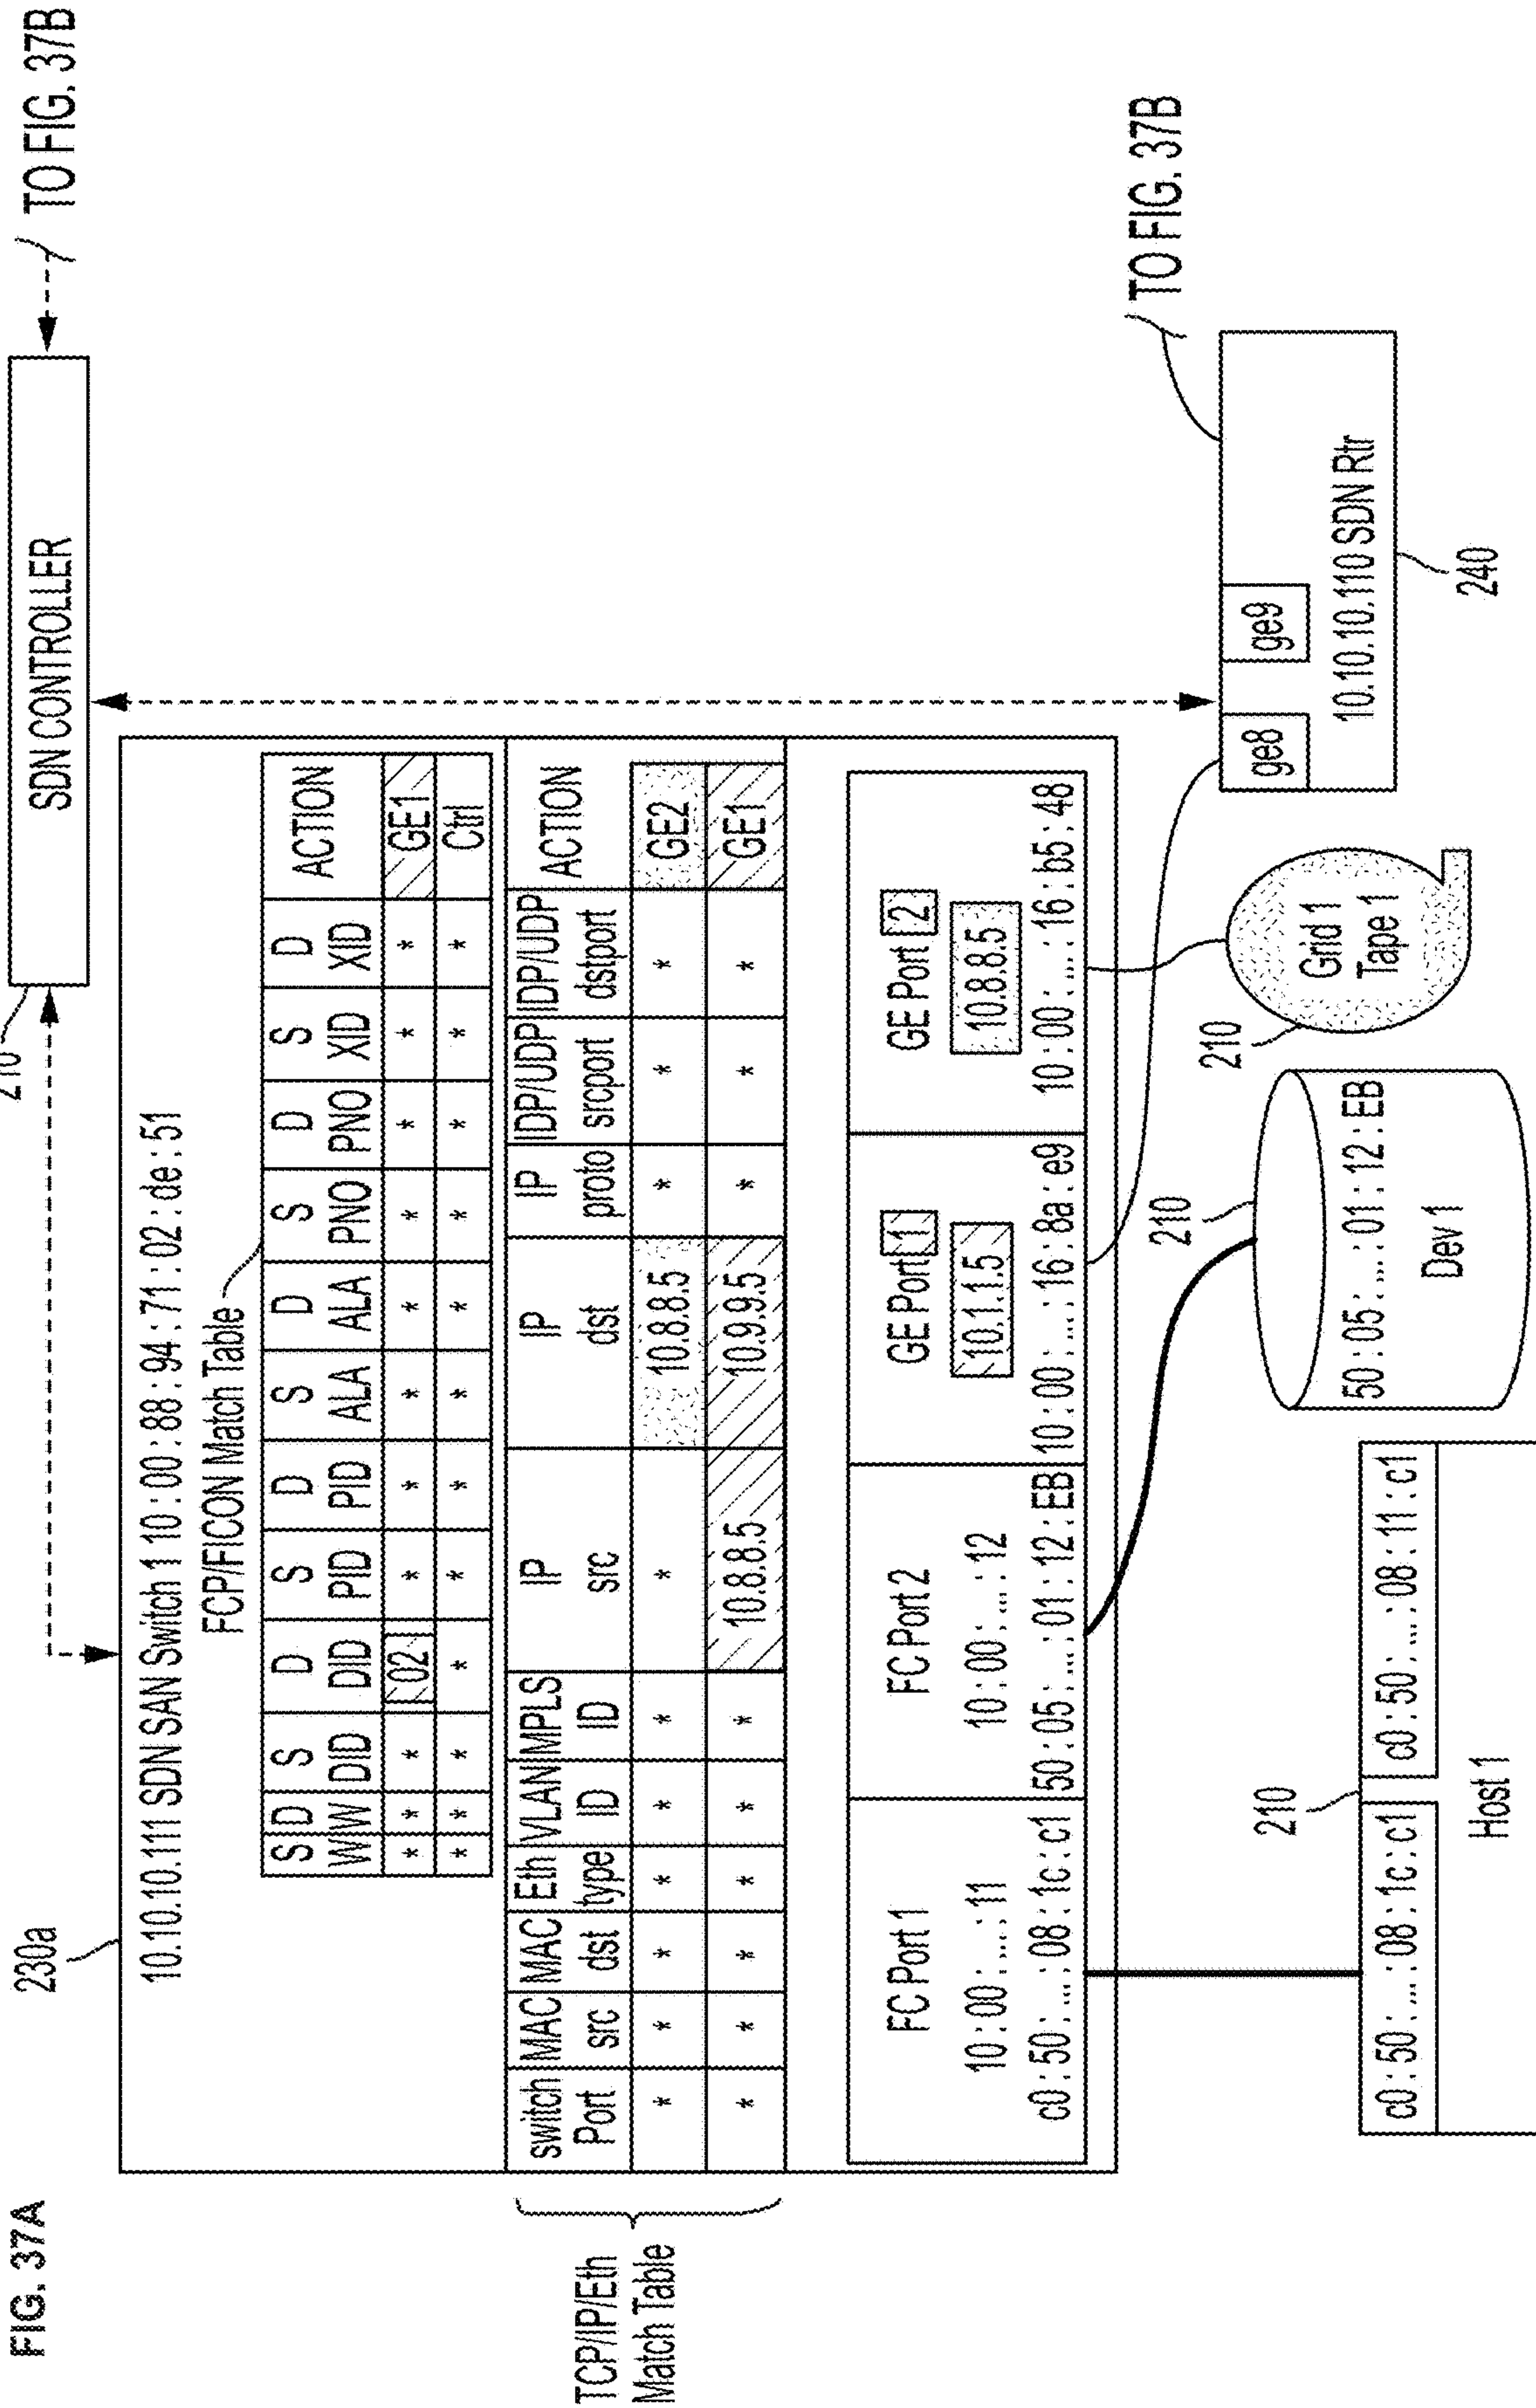 FIG. 37A
230a
210
SDN CONTROLLER
TO FIG. 37B
10.10.10.111 SDN SAN Switch 1 10 : 00 : 88 : 94 : 71 : 02 : de : 51
FCP/FICON Match Table
S D S D S D S D S D S D ACTION
WW DID DID PID PID ALA ALA PNO PNO XID XID
* * * 02 * * * * * * * * GE1
* * * * * * * * * * * * Ctrl
TCP/IP/Eth
Match Table
switch MAC MAC Eth VLAN MPLS IP IP IP IDP/UDP IDP/UDP ACTION
Port src dst type ID ID src dst proto srcport dstport
* * * * * * * 10.8.8.5 * * * GE2
* * * * * * 10.8.8.5 10.9.9.5 * * * GE1
FC Port 1
10 : 00 : ... : 11
c0 : 50 : ... : 08 : 1c : c1
FC Port 2
10 : 00 : ... : 12
50 : 05 : ... : 01 : 12 : EB
GE Port 1
10.1.1.5
10 : 00 : ... : 16 : 8a : e9
GE Port 2
10.8.8.5
10 : 00 : ... : 16 : b5 : 48
TO FIG. 37B
210
c0 : 50 : ... : 08 : 1c : c1
c0 : 50 : ... : 08 : 11 : c1
Host 1
210
50 : 05 : ... : 01 : 12 : EB
Dev 1
210
Grid 1
Tape 1
ge8
ge9
10.10.10.110 SDN Rtr
240